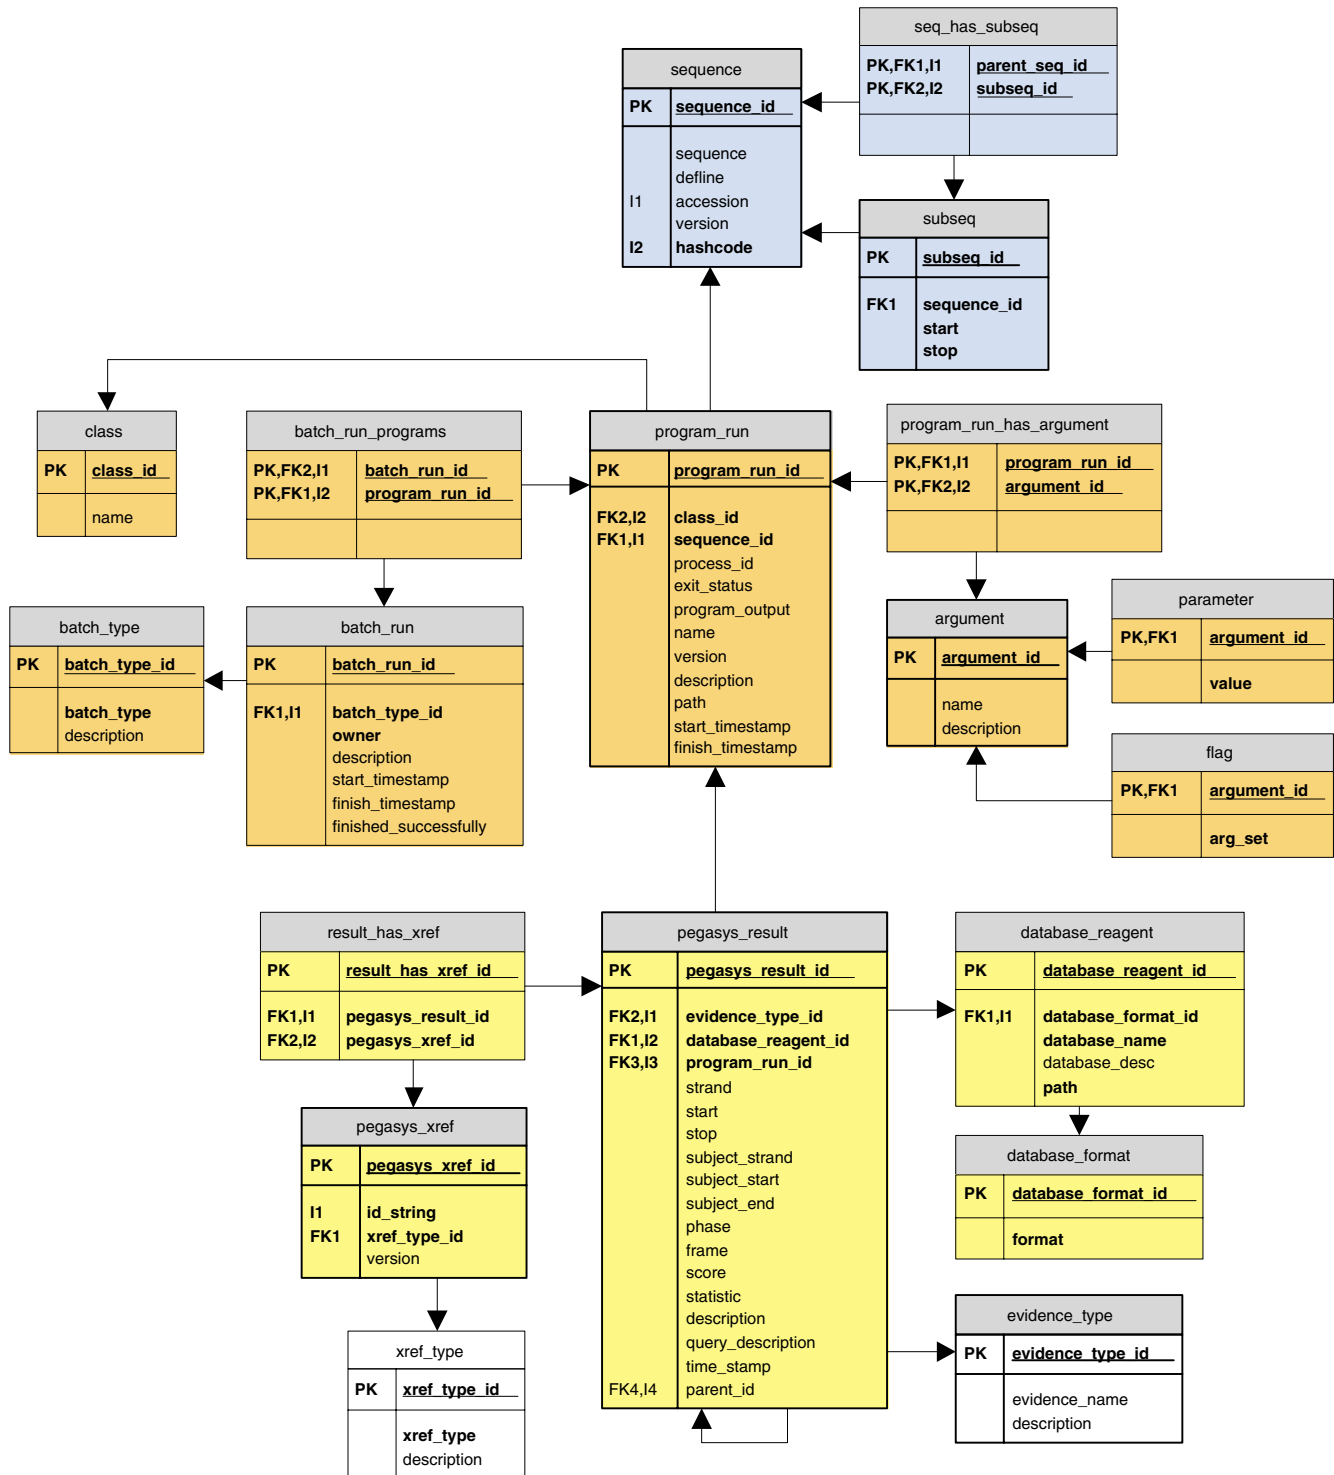 seq_has_subseq
PK,FK1,I1 parent_seq_id
PK,FK2,I2 subseq_id
sequence
PK sequence_id
sequence
defline
I1 accession
version
I2 hashcode
subseq
PK subseq_id
FK1 sequence_id
start
stop
class
PK class_id
name
batch_run_programs
PK,FK2,I1 batch_run_id
PK,FK1,I2 program_run_id
program_run
PK program_run_id
FK2,I2 class_id
FK1,I1 sequence_id
process_id
exit_status
program_output
name
version
description
path
start_timestamp
finish_timestamp
program_run_has_argument
PK,FK1,I1 program_run_id
PK,FK2,I2 argument_id
batch_type
PK batch_type_id
batch_type
description
batch_run
PK batch_run_id
FK1,I1 batch_type_id
owner
description
start_timestamp
finish_timestamp
finished_successfully
argument
PK argument_id
name
description
parameter
PK,FK1 argument_id
value
flag
PK,FK1 argument_id
arg_set
result_has_xref
PK result_has_xref_id
FK1,I1 pegasys_result_id
FK2,I2 pegasys_xref_id
pegasys_result
PK pegasys_result_id
FK2,I1 evidence_type_id
FK1,I2 database_reagent_id
FK3,I3 program_run_id
strand
start
stop
subject_strand
subject_start
subject_end
phase
frame
score
statistic
description
query_description
time_stamp
FK4,I4 parent_id
database_reagent
PK database_reagent_id
FK1,I1 database_format_id
database_name
database_desc
path
pegasys_xref
PK pegasys_xref_id
I1 id_string
FK1 xref_type_id
version
database_format
PK database_format_id
format
evidence_type
PK evidence_type_id
evidence_name
description
xref_type
PK xref_type_id
xref_type
description